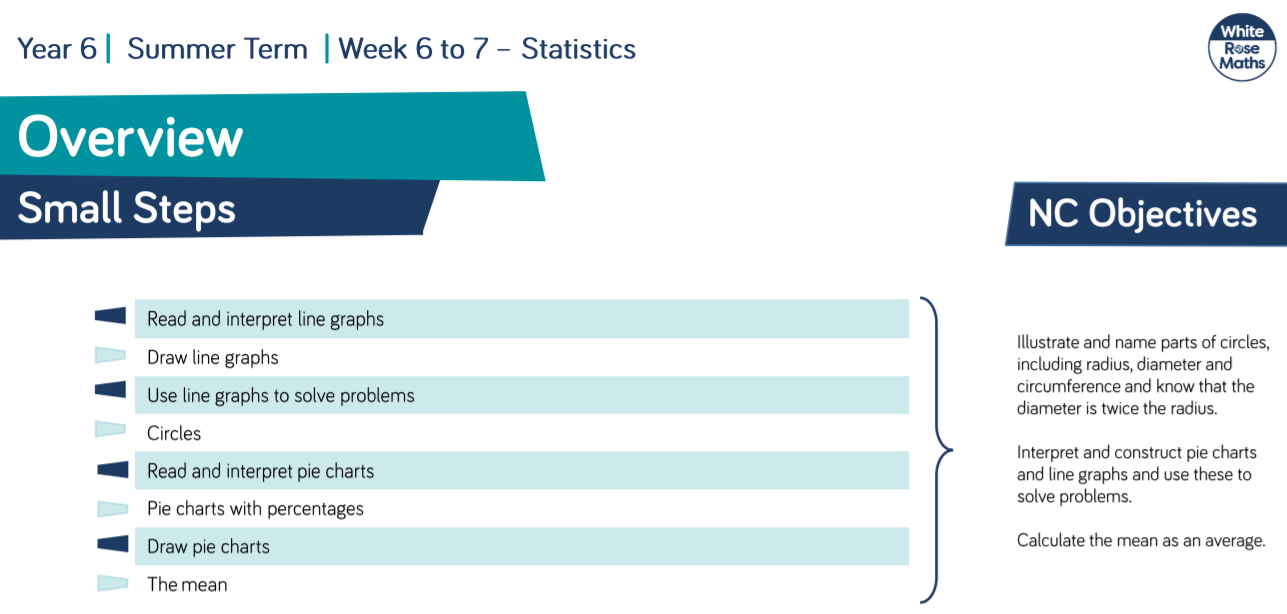 Year 6 | Summer Term | Week 6 to 7 – Statistics
White
Rose
Maths
Overview
Small Steps
NC Objectives
Read and interpret line graphs
Draw line graphs
Use line graphs to solve problems
Circles
Read and interpret pie charts
Pie charts with percentages
Draw pie charts
The mean
Illustrate and name parts of circles,
including radius, diameter and
circumference and know that the
diameter is twice the radius.
Interpret and construct pie charts
and line graphs and use these to
solve problems.
Calculate the mean as an average.